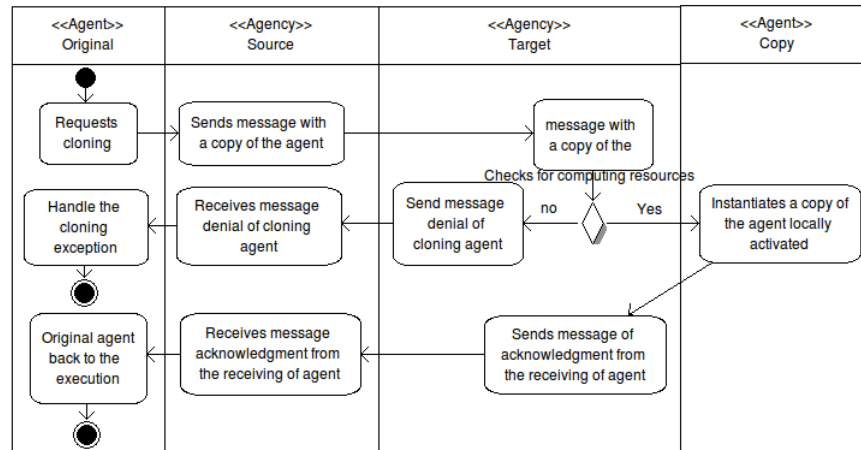 <<Agent>>
Original
<<Agency>>
Source
<<Agency>>
Target
<<Agent>>
Copy
Requests
cloning
Sends message with
a copy of the agent
message with
a copy of the
Checks for computing resources
Handle the
cloning
exception
Receives message
denial of cloning
agent
Send message
denial of
cloning agent
no
Yes
Instantiates a copy of
the agent locally
activated
Original agent
back to the
execution
Receives message
acknowledgment from
the receiving of agent
Sends message of
acknowledgment from
the receiving of agent